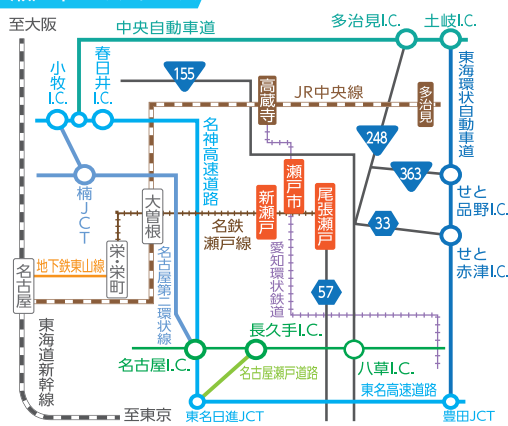 至大阪
中央自動車道
多治見I.C.
土岐I.C.
小牧I.C.
春日井I.C.
155
高蔵寺
JR中央線
多治見
東海環状自動車道
名神高速道路
248
363
楠JCT
大曽根
新瀬戸
瀬戸市
尾張瀬戸
せと
品野I.C.
33
名鉄
瀬戸線
栄・栄町
せと
赤津I.C.
名古屋
地下鉄東山線
名古屋第二環状線
愛知環状鉄道
57
東海道新幹線
長久手I.C.
名古屋I.C.
名古屋瀬戸道路
八草I.C.
東名高速道路
至東京
東名日進JCT
豊田JCT